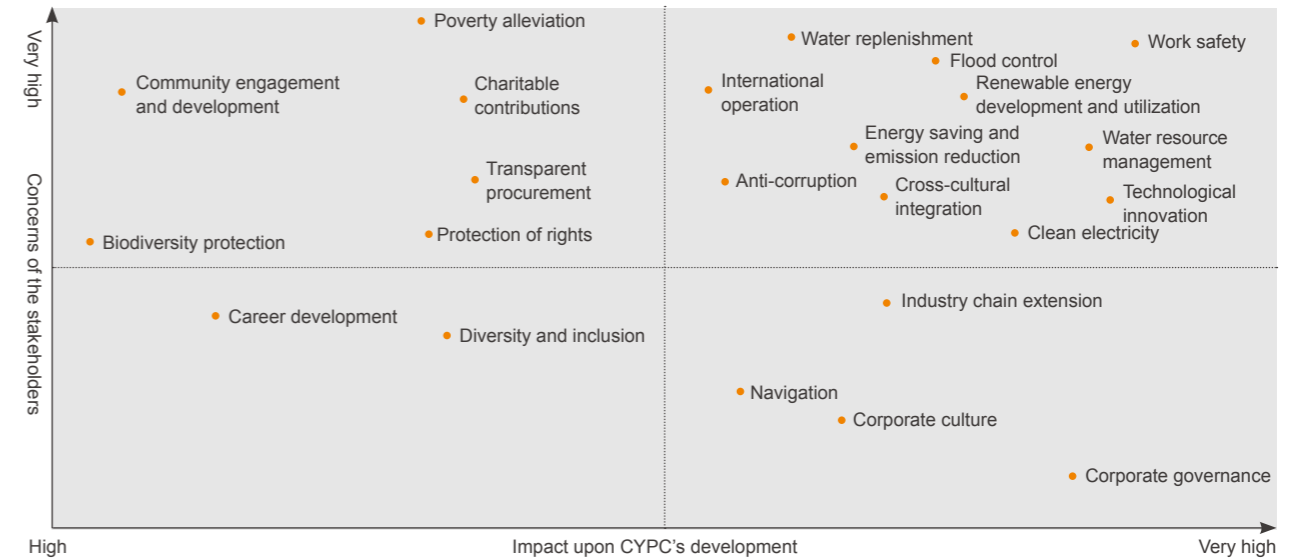 Very high
Concerns of the stakeholders
Poverty alleviation
Water replenishment
Work safety
Flood control
Community engagement
and development
Charitable
contributions
International
operation
Renewable energy
development and utilization
Energy saving and
emission reduction
Water resource
management
Transparent
procurement
Anti-corruption
Cross-cultural
integration
Technological
innovation
Biodiversity protection
Protection of rights
Clean electricity
Career development
Diversity and inclusion
Industry chain extension
Navigation
Corporate culture
Corporate governance
High
Impact upon CYPC’s development
Very high